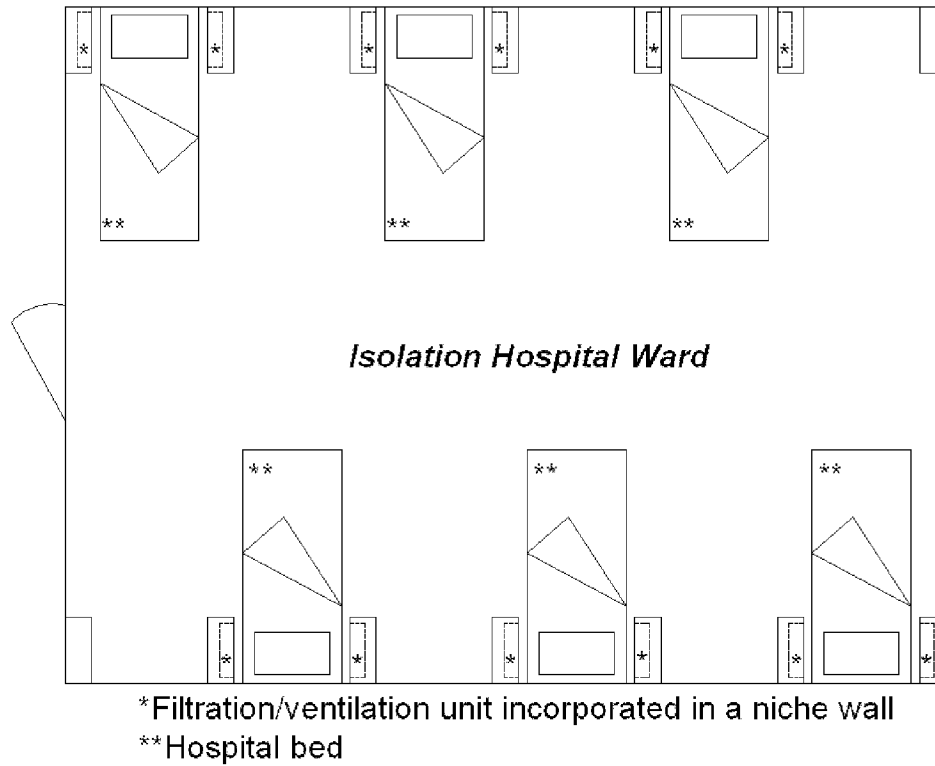 * * * * * *
** ** **
Isolation Hospital Ward
** ** **
* * * * * *
*Filtration/ventilation unit incorporated in a niche wall
**Hospital bed